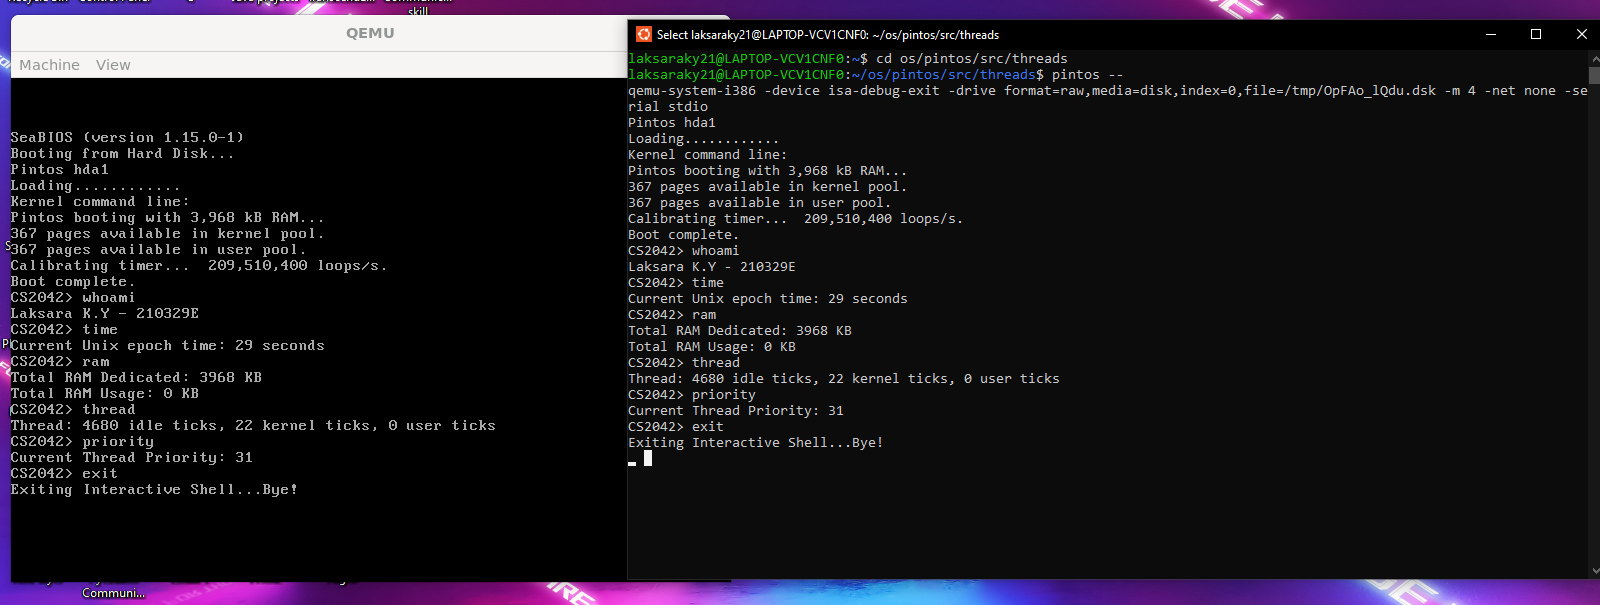 skill
QEMU
Machine View
SeaBIOS (version 1.15.0-1)
Booting from Hard Disk...
Pintos hda1
Loading............
Kernel command line:
Pintos booting with 3,968 kB RAM...
367 pages available in kernel pool.
367 pages available in user pool.
Calibrating timer...  209,510,400 loops/s.
Boot complete.
CS2042> whoami
Laksara K.Y - 210329E
CS2042> time
Current Unix epoch time: 29 seconds
CS2042> ram
Total RAM Dedicated: 3968 KB
Total RAM Usage: 0 KB
CS2042> thread
Thread: 4680 idle ticks, 22 kernel ticks, 0 user ticks
CS2042> priority
Current Thread Priority: 31
CS2042> exit
Exiting Interactive Shell...Bye!
Select laksaraky21@LAPTOP-VCV1CNF0: ~/os/pintos/src/threads
laksaraky21@LAPTOP-VCV1CNF0:~$ cd os/pintos/src/threads
laksaraky21@LAPTOP-VCV1CNF0:~/os/pintos/src/threads$ pintos --
qemu-system-i386 -device isa-debug-exit -drive format=raw,media=disk,index=0,file=/tmp/OpFAo_lQdu.dsk -m 4 -net none -se
rial stdio
Pintos hda1
Loading............
Kernel command line:
Pintos booting with 3,968 kB RAM...
367 pages available in kernel pool.
367 pages available in user pool.
Calibrating timer...  209,510,400 loops/s.
Boot complete.
CS2042> whoami
Laksara K.Y - 210329E
CS2042> time
Current Unix epoch time: 29 seconds
CS2042> ram
Total RAM Dedicated: 3968 KB
Total RAM Usage: 0 KB
CS2042> thread
Thread: 4680 idle ticks, 22 kernel ticks, 0 user ticks
CS2042> priority
Current Thread Priority: 31
CS2042> exit
Exiting Interactive Shell...Bye!
Communi...